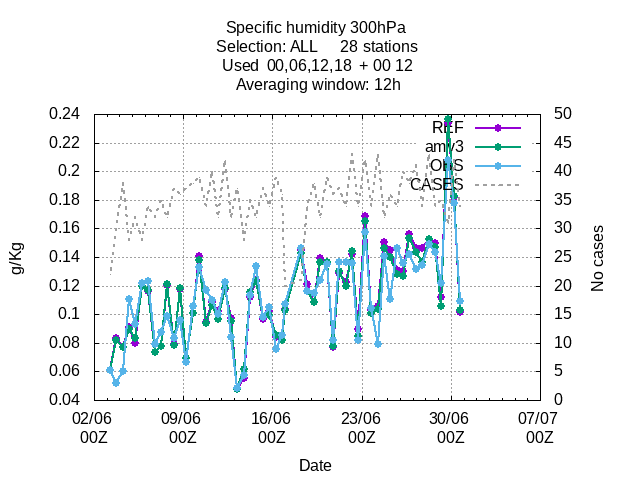 Specific humidity 300hPa
Selection: ALL 28 stations
Used 00,06,12,18 + 00 12
Averaging window: 12h
0.24 50
REF
0.22 45
amv3
0.2 40
OBS
CASES
0.18 35
0.16 30
0.14 25
0.12 20
0.1 15
0.08 10
0.06 5
0.04 0
g/Kg
No cases
02/06 09/06 16/06 23/06 30/06 07/07
00Z 00Z 00Z 00Z 00Z 00Z
Date